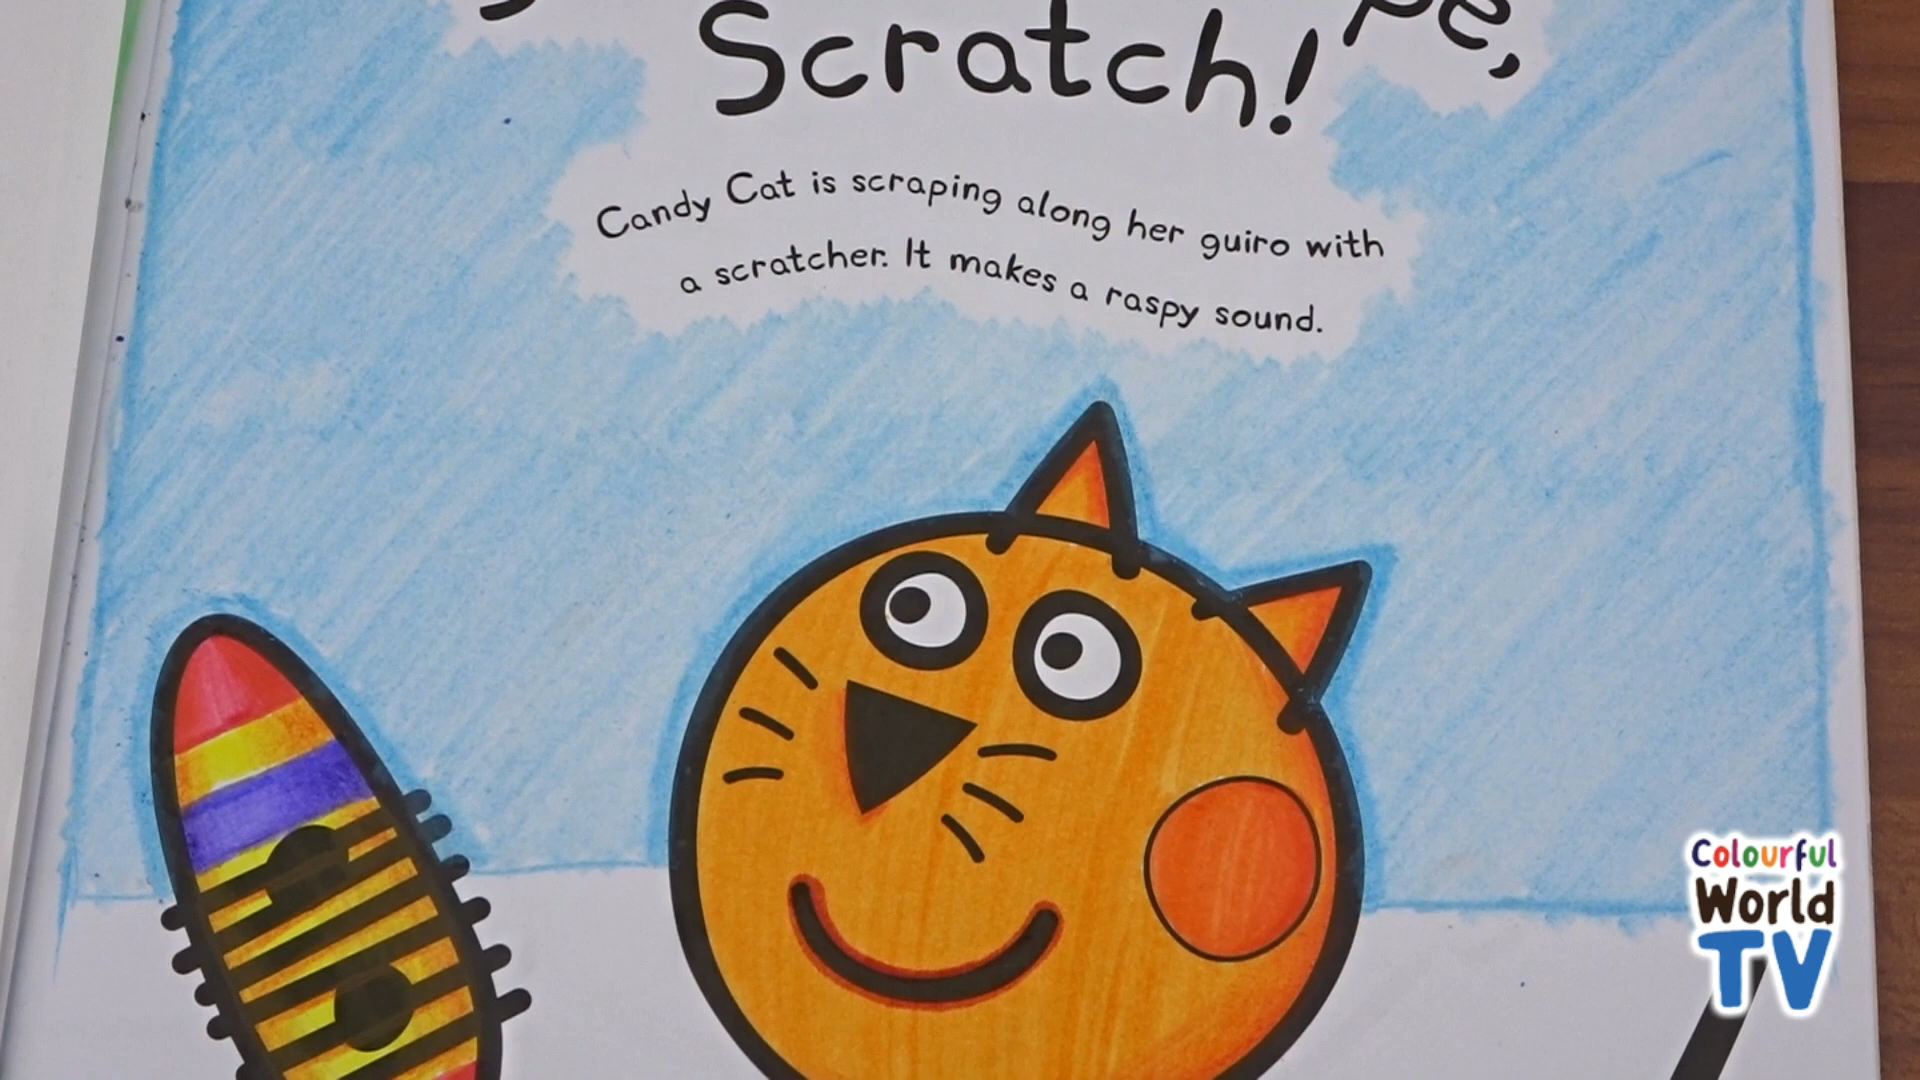 Scratch!
Candy Cat is scraping along her guiro with
a scratcher. It makes a raspy sound.
Colourful
World
TV